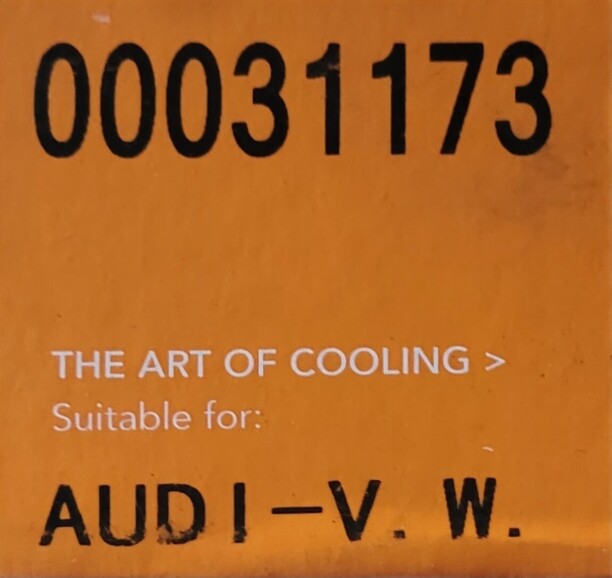 00031173
THE ART OF COOLING >
Suitable for:
AUDI-V. W.